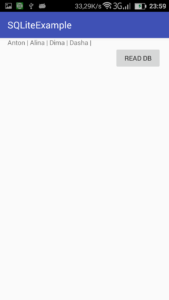 33,29K/s 3G 23:59
SQLiteExample
Anton | Alina | Dima | Dasha |
READ DB